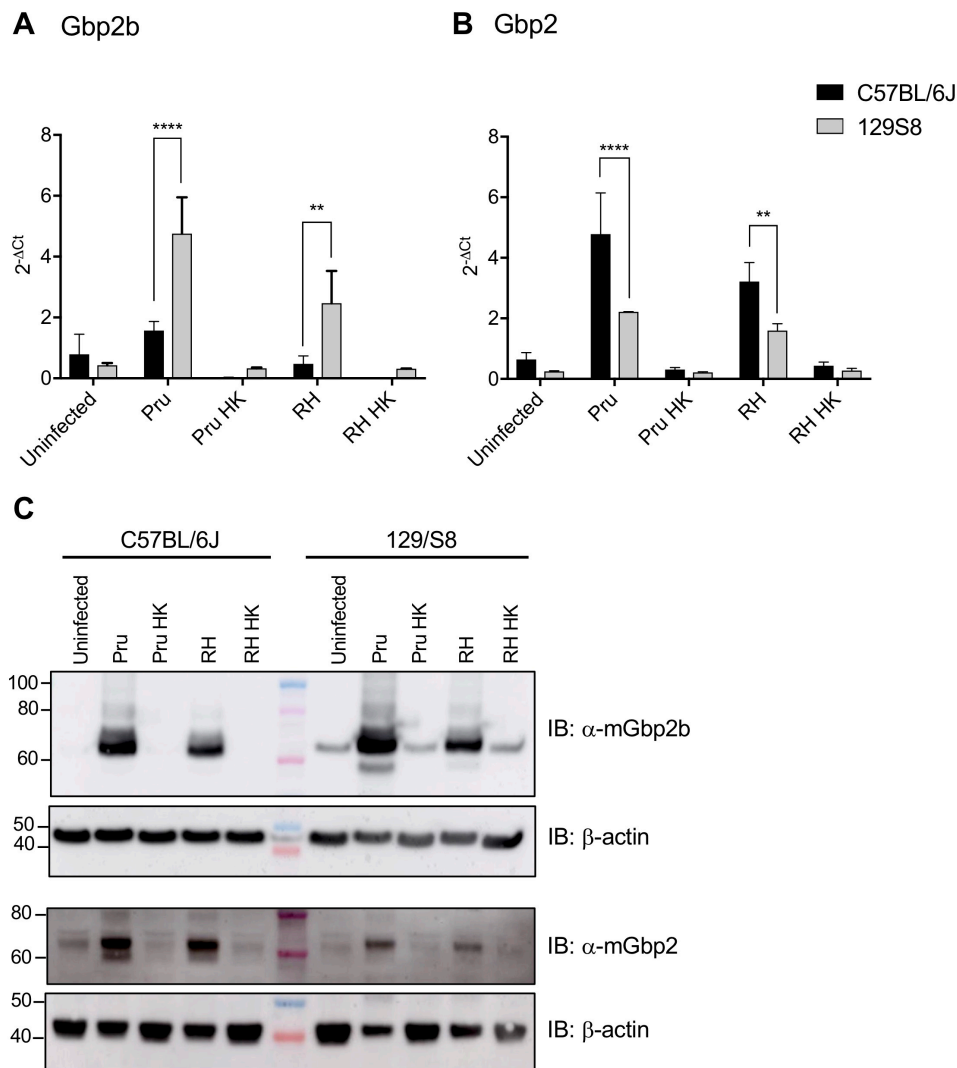 A Gbp2b
B Gbp2
C57BL/6J
129S8
8
6
4
2
0
2-ΔCt
****
**
Uninfected
Pru
Pru HK
RH
RH HK
8
6
4
2
0
2-ΔCt
****
**
Uninfected
Pru
Pru HK
RH
RH HK
C
C57BL/6J 129/S8
Uninfected Pru Pru HK RH RH HK Uninfected Pru Pru HK RH RH HK
100
80
60
IB: α-mGbp2b
50
40
IB: β-actin
80
60
IB: α-mGbp2
50
40
IB: β-actin